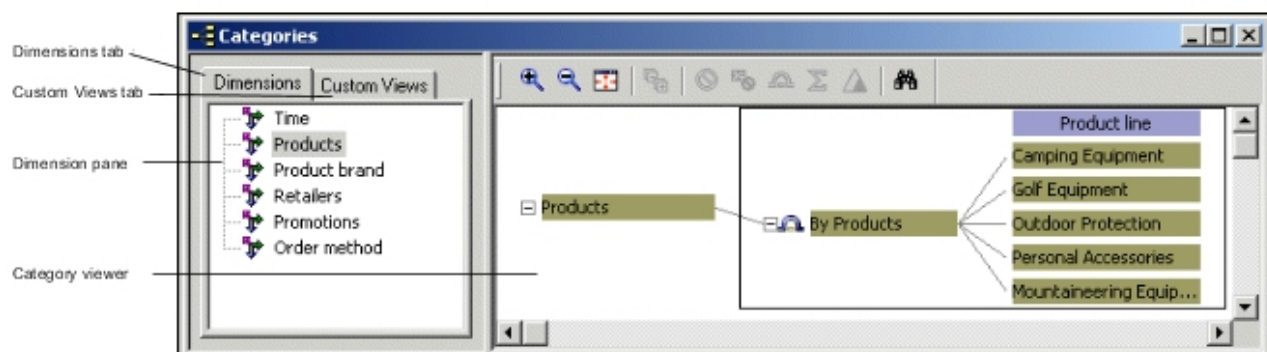 Categories
Dimensions tab
Custom Views tab
Dimension pane
Category viewer
Dimensions
Custom Views
Time
Products
Product brand
Retailers
Promotions
Order method
Products
By Products
Product line
Camping Equipment
Golf Equipment
Outdoor Protection
Personal Accessories
Mountaineering Equip...